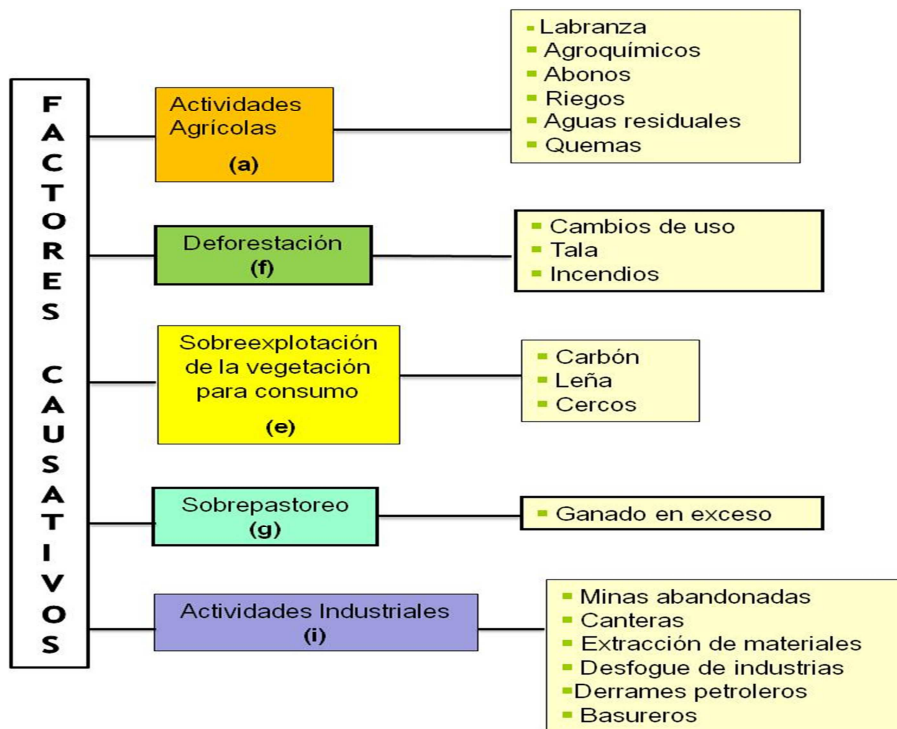 FACTORES CAUSATIVOS
Actividades
Agrícolas
(a)
Labranza
Agroquímicos
Abonos
Riegos
Aguas residuales
Quemas
Deforestación
(f)
Cambios de uso
Tala
Incendios
Sobreexplotación
de la vegetación
para consumo
(e)
Carbón
Leña
Cercos
Sobrepastoreo
(g)
Ganado en exceso
Actividades Industriales
(i)
Minas abandonadas
Canteras
Extracción de materiales
Desfogue de industrias
Derrames petroleros
Basureros